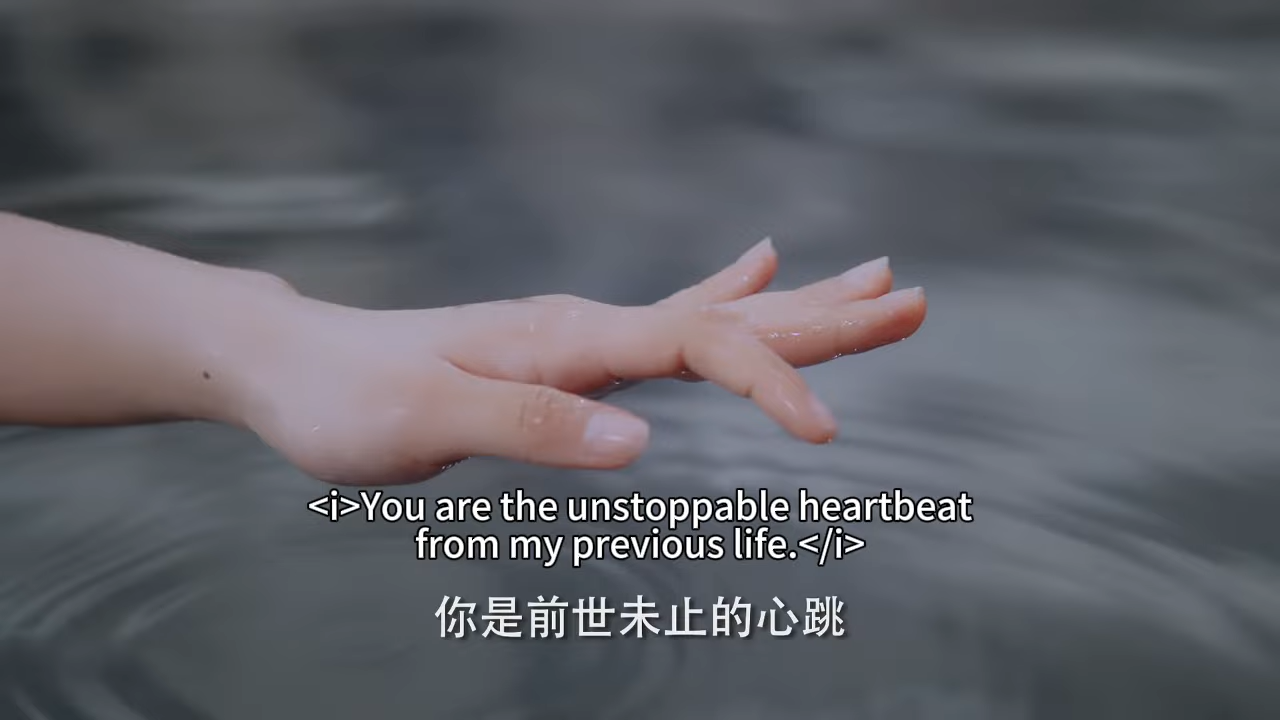 <i>You are the unstoppable heartbeat
from my previous life.</i>
你是前世未止的心跳